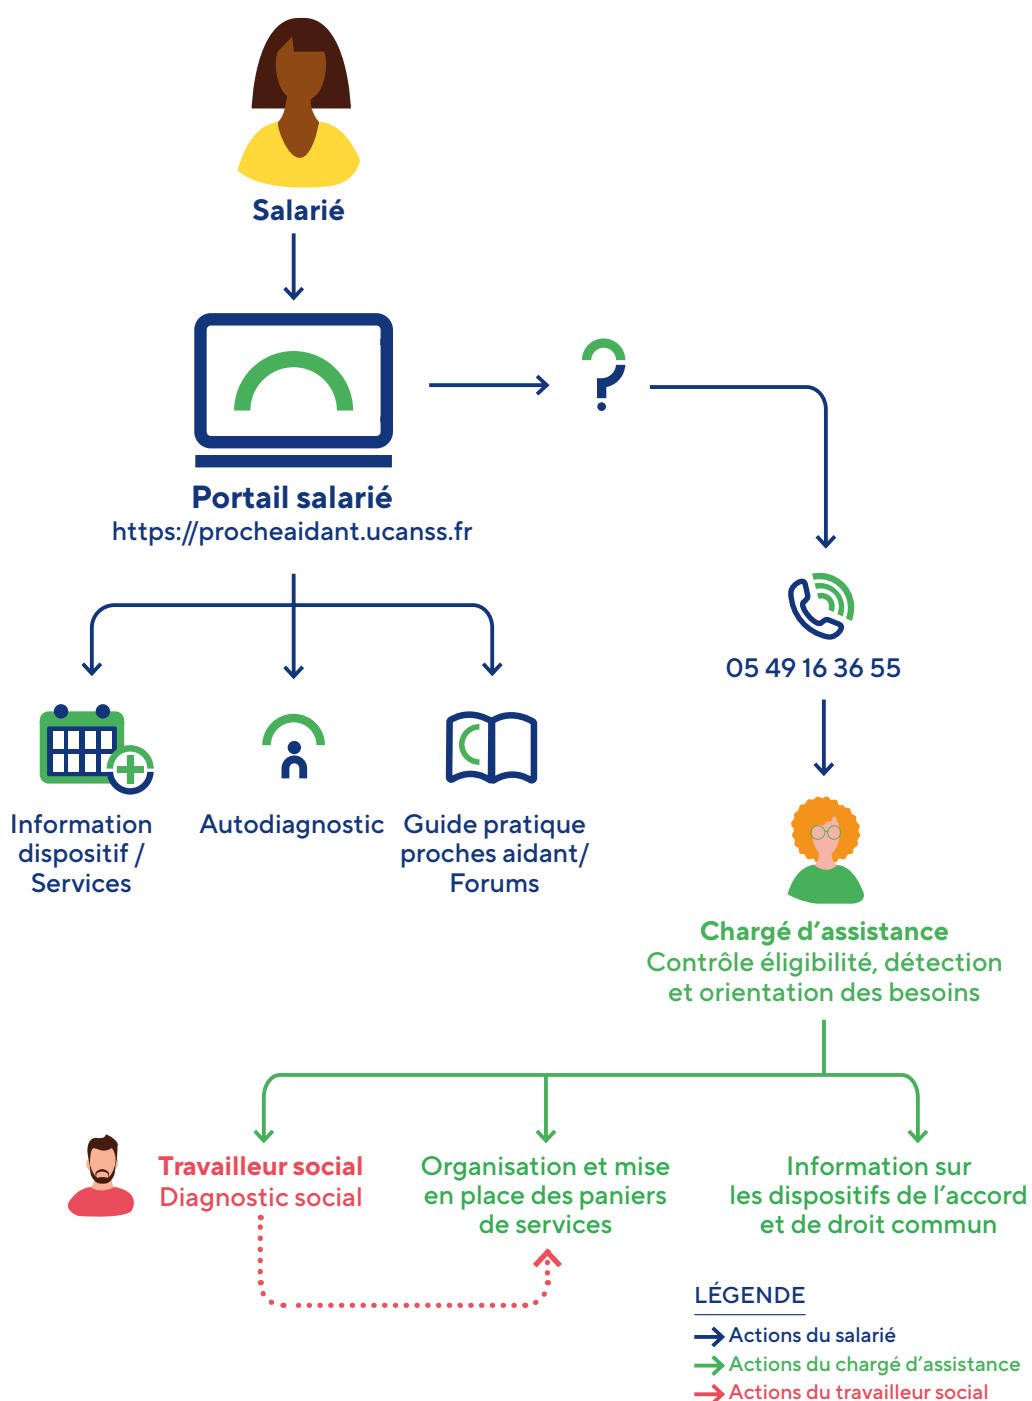 Salarié
Portail salarié
https://procheaidant.ucanss.fr
05 49 16 36 55
Information
dispositif /
Services
Autodiagnostic
Guide pratique
proches aidant/
Forums
Chargé d'assistance
Contrôle éligibilité, détection
et orientation des besoins
Travailleur social
Diagnostic social
Organisation et mise
en place des paniers
de services
Information sur
les dispositifs de l'accord
et de droit commun
LÉGENDE
Actions du salarié
Actions du chargé d'assistance
Actions du travailleur social